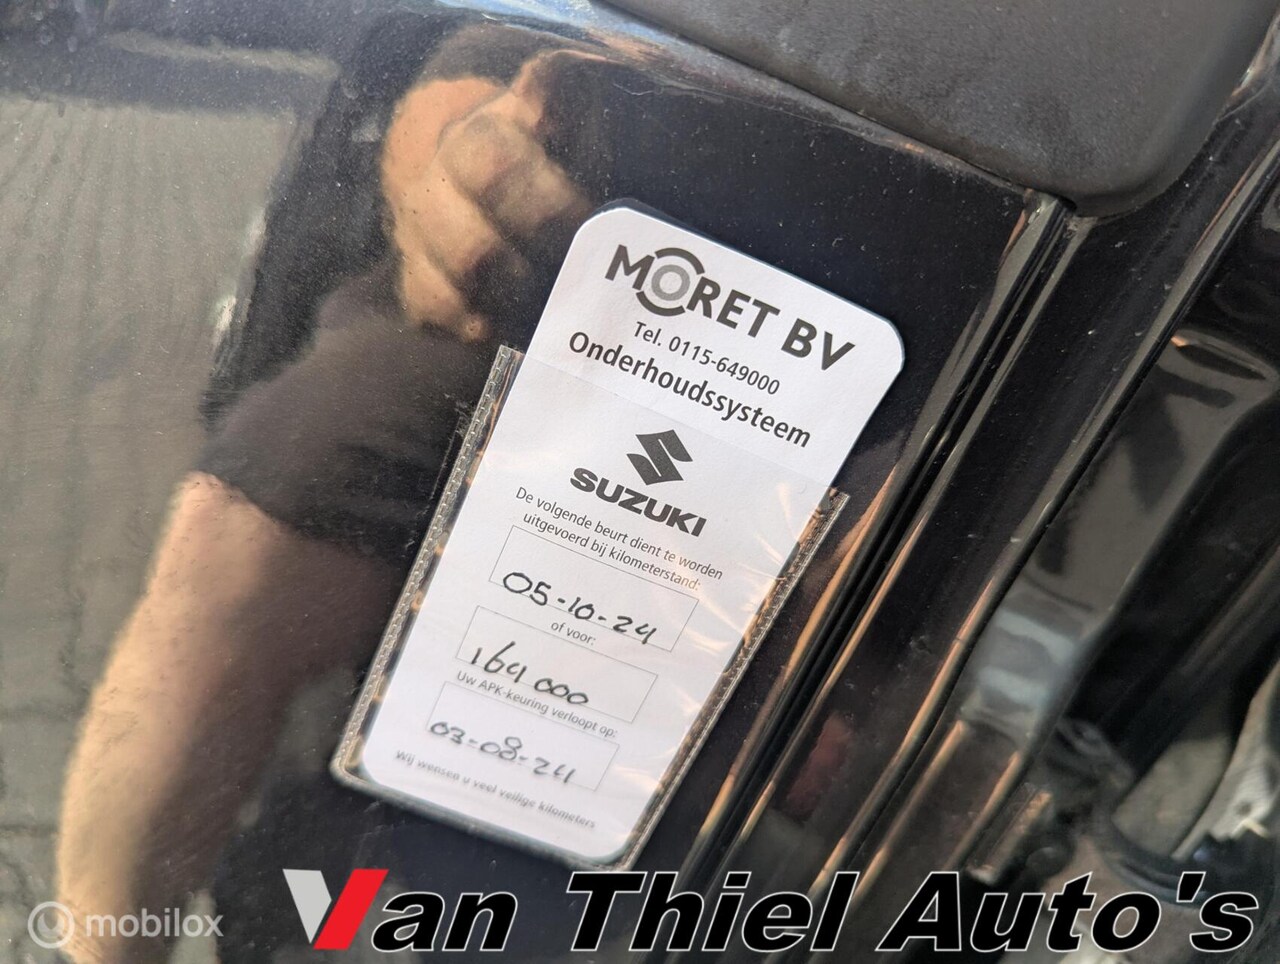 MORET BV
Tel. 0115-649000
Onderhoudssysteem
SUZUKI
De volgende beurt dient te worden
uitgevoerd bij kilometerstand:
05-10-24
of voor:
164 000
Uw APK-keuring verloopt op:
03-08-24
Wij wensen u veel veilige kilometers
mobilox
Van Thiel Auto's